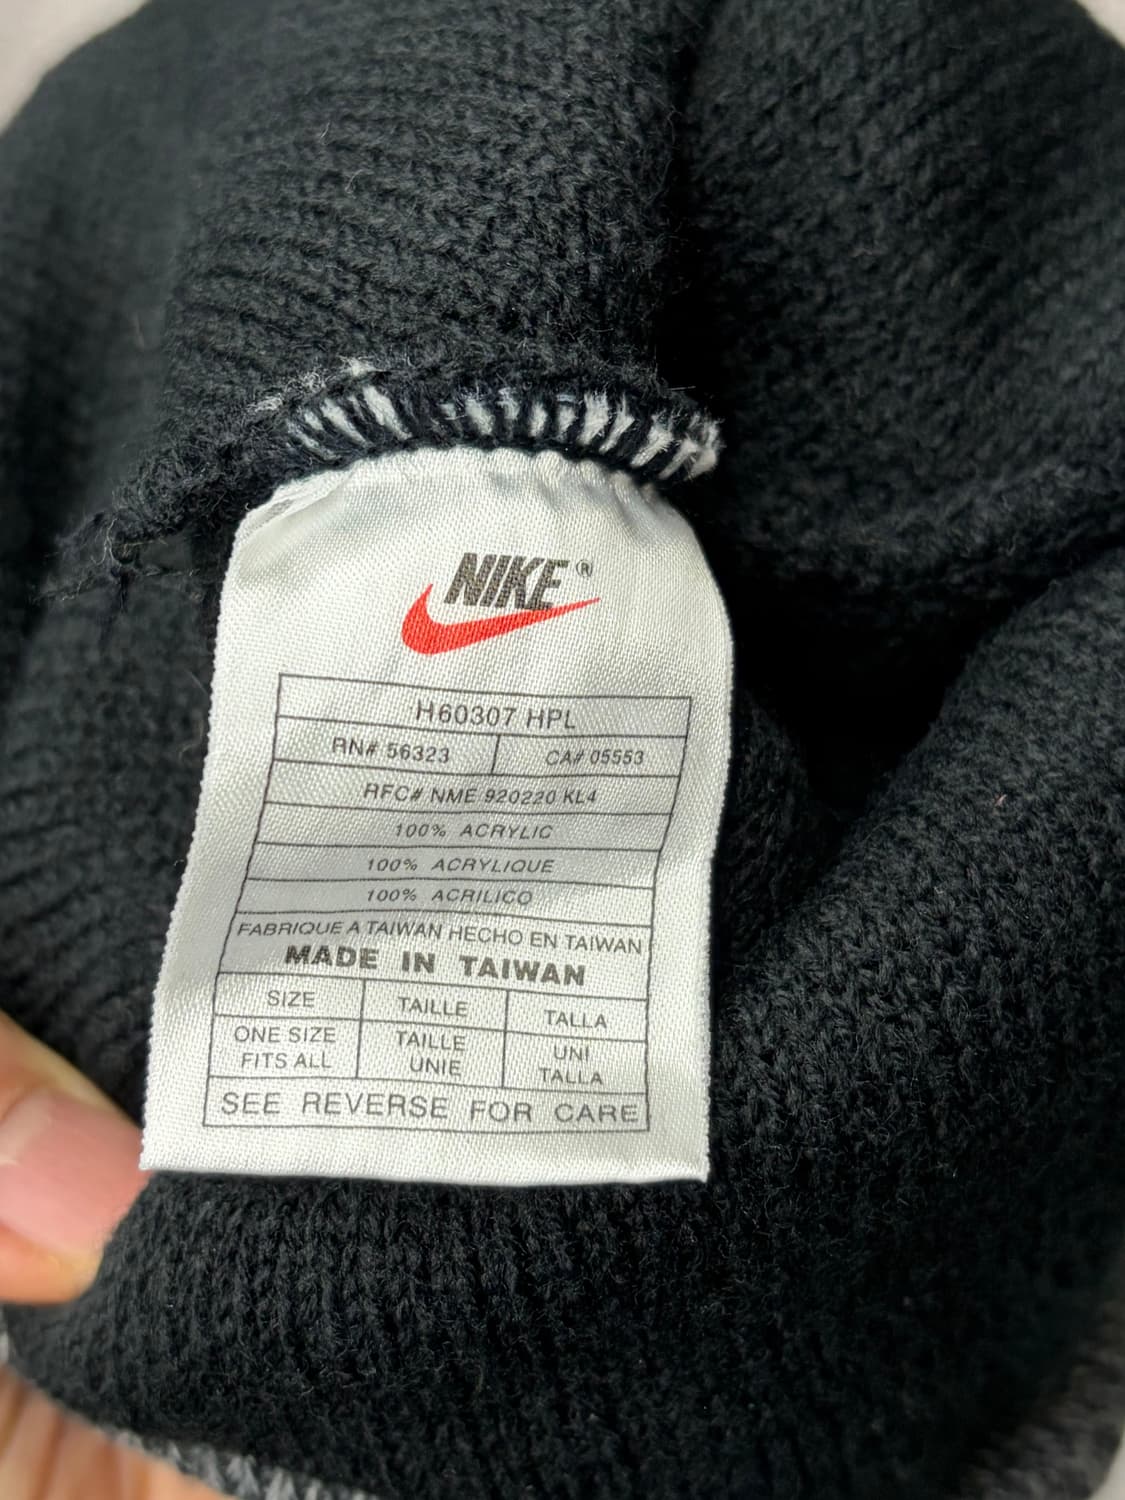 NIKE®
H60307 HPL
RN# 56323 CA# 05553
RFC# NME 920220 KL4
100% ACRYLIC
100% ACRYLIQUE
100% ACRILICO
FABRIQUE A TAIWAN HECHO EN TAIWAN
MADE IN TAIWAN
SIZE TAILLE TALLA
ONE SIZE FITS ALL TAILLE UNIE UNI TALLA
SEE REVERSE FOR CARE